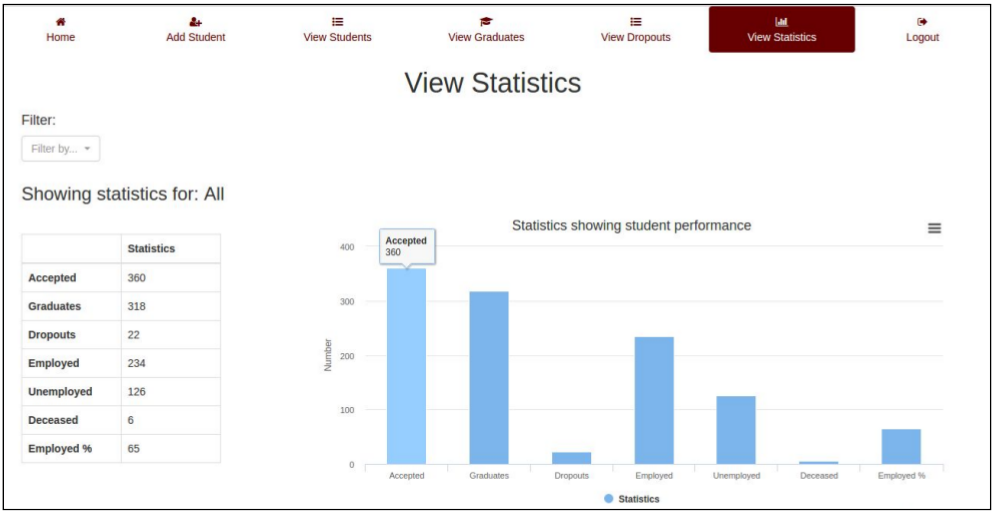 Home Add Student View Students View Graduates View Dropouts View Statistics Logout
View Statistics
Filter:
Filter by...
Showing statistics for: All
Statistics
Accepted 360
Graduates 318
Dropouts 22
Employed 234
Unemployed 126
Deceased 6
Employed % 65
Statistics showing student performance
Accepted
360
400
300
200
100
0
Number
Accepted Graduates Dropouts Employed Unemployed Deceased Employed %
Statistics